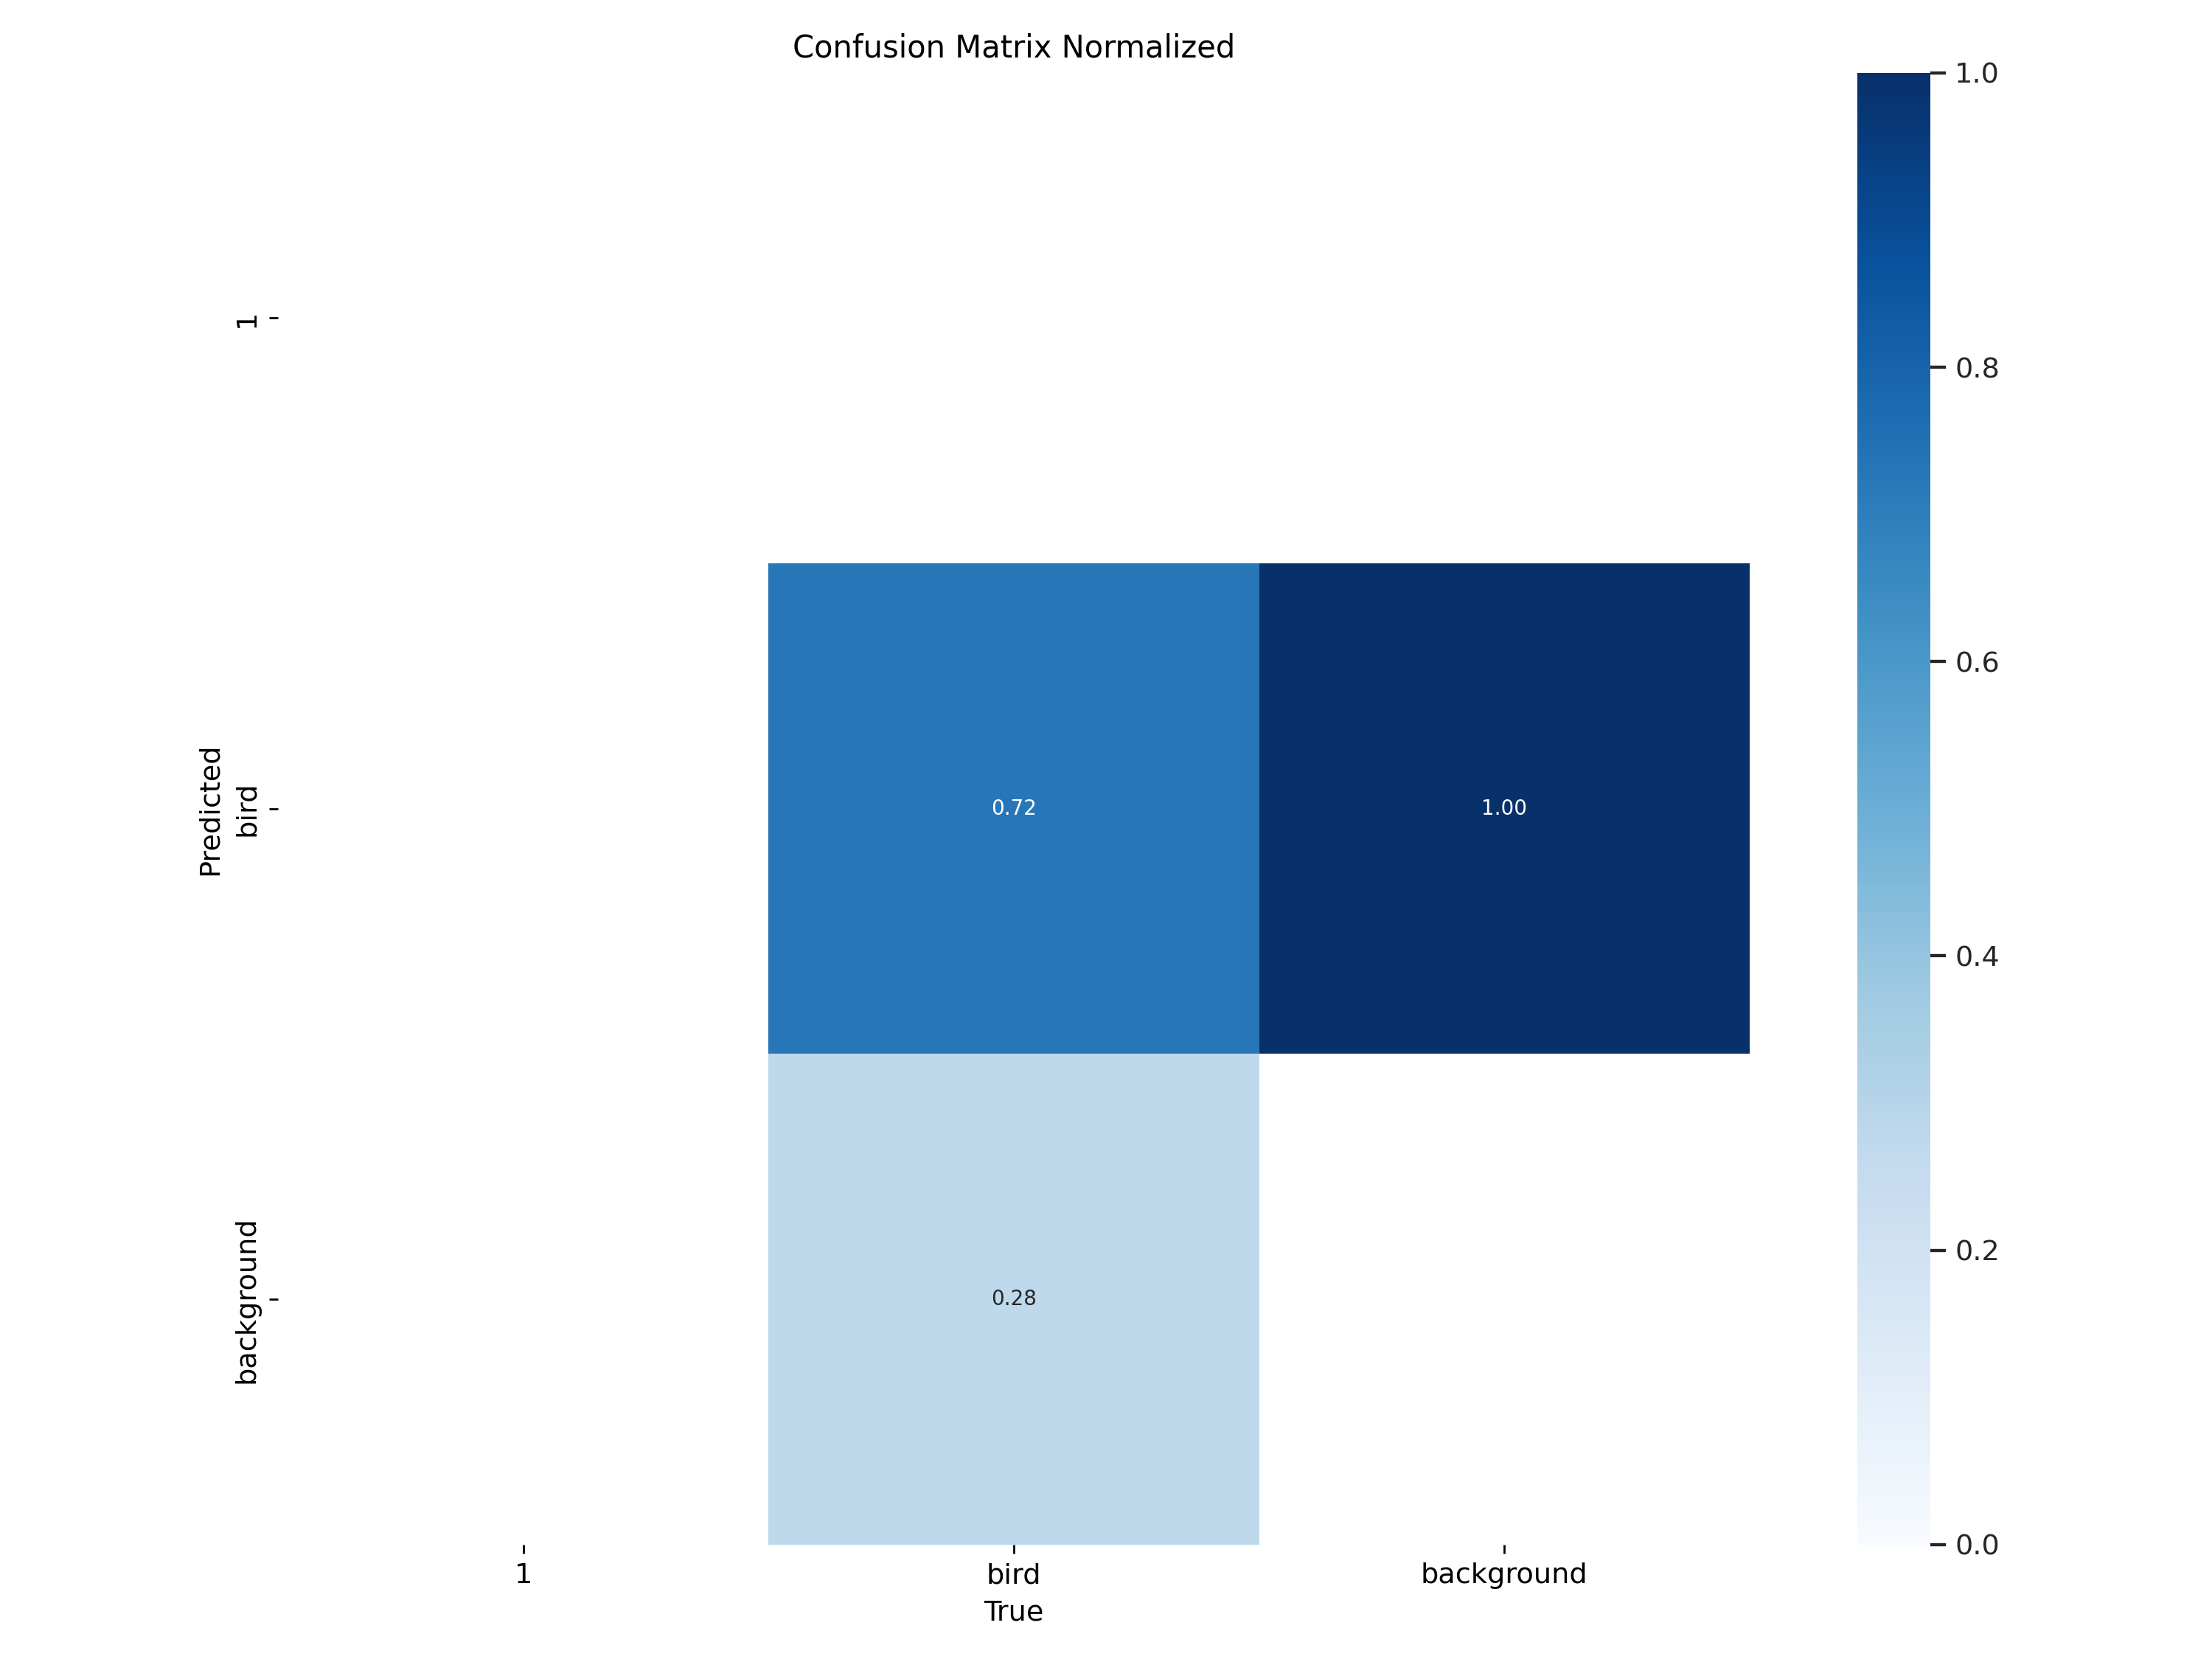 Confusion Matrix Normalized
1
bird
background
Predicted
0.72
1.00
0.28
1
bird
background
True
1.0
0.8
0.6
0.4
0.2
0.0